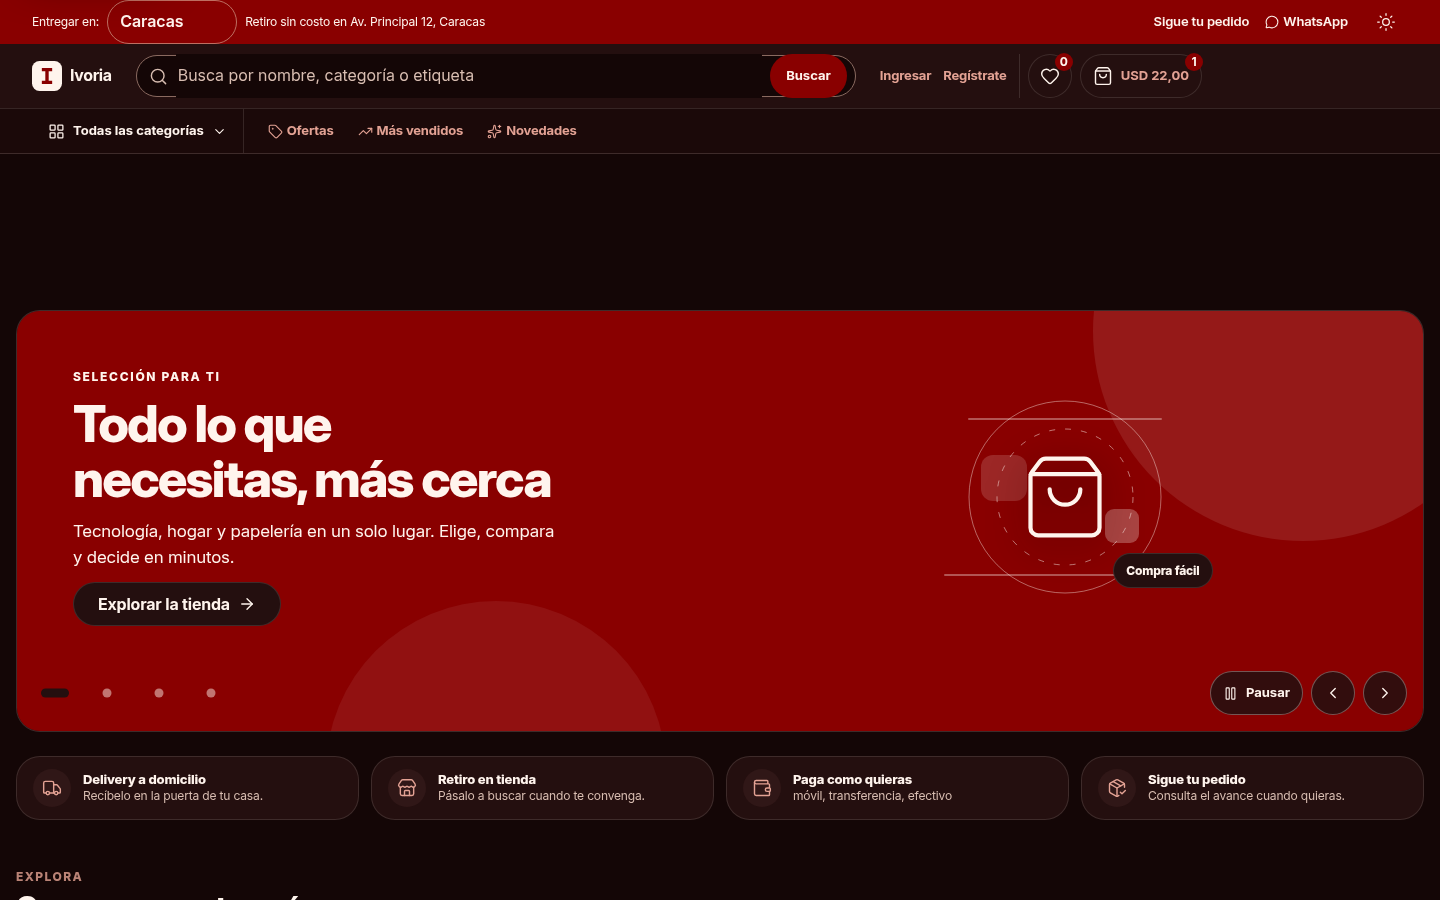 Entregar en: Caracas Retiro sin costo en Av. Principal 12, Caracas Sigue tu pedido WhatsApp
I Ivoria Busca por nombre, categoría o etiqueta Buscar Ingresar Regístrate 0 USD 22,00 1
Todas las categorías Ofertas Más vendidos Novedades
SELECCIÓN PARA TI
Todo lo que
necesitas, más cerca
Tecnología, hogar y papelería en un solo lugar. Elige, compara
y decide en minutos.
Explorar la tienda
Compra fácil
Pausar
Delivery a domicilio
Recíbelo en la puerta de tu casa.
Retiro en tienda
Pásalo a buscar cuando te convenga.
Paga como quieras
móvil, transferencia, efectivo
Sigue tu pedido
Consulta el avance cuando quieras.
EXPLORA